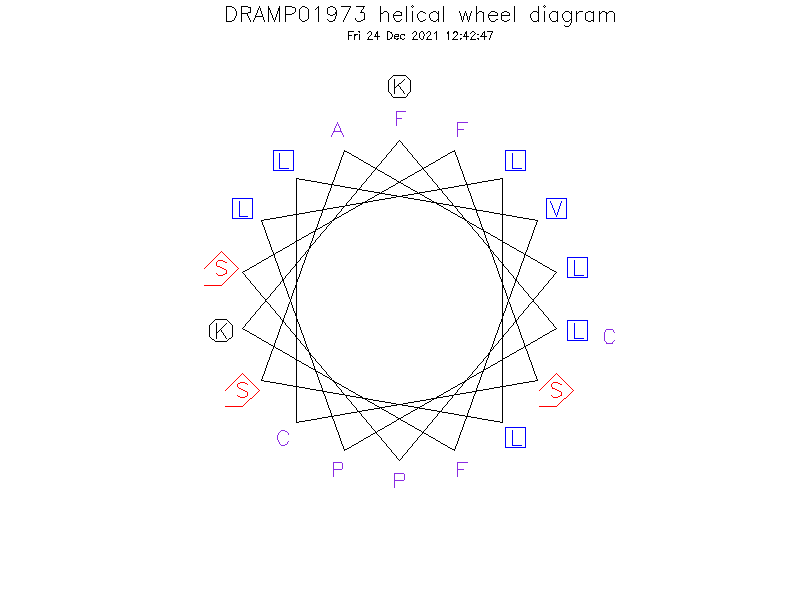 DRAMP01973 helical wheel diagram
Fri 24 Dec 2021 12:42:47
K
F
A F
L L
L V
S L
K L C
S S
C L
P F
P